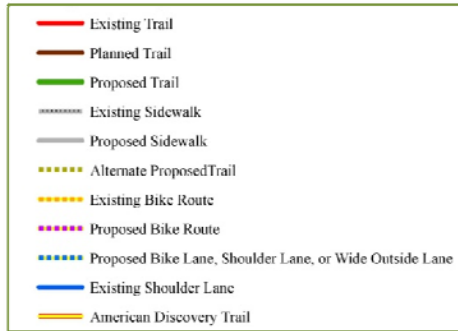 Existing Trail
Planned Trail
Proposed Trail
Existing Sidewalk
Proposed Sidewalk
Alternate ProposedTrail
Existing Bike Route
Proposed Bike Route
Proposed Bike Lane, Shoulder Lane, or Wide Outside Lane
Existing Shoulder Lane
American Discovery Trail